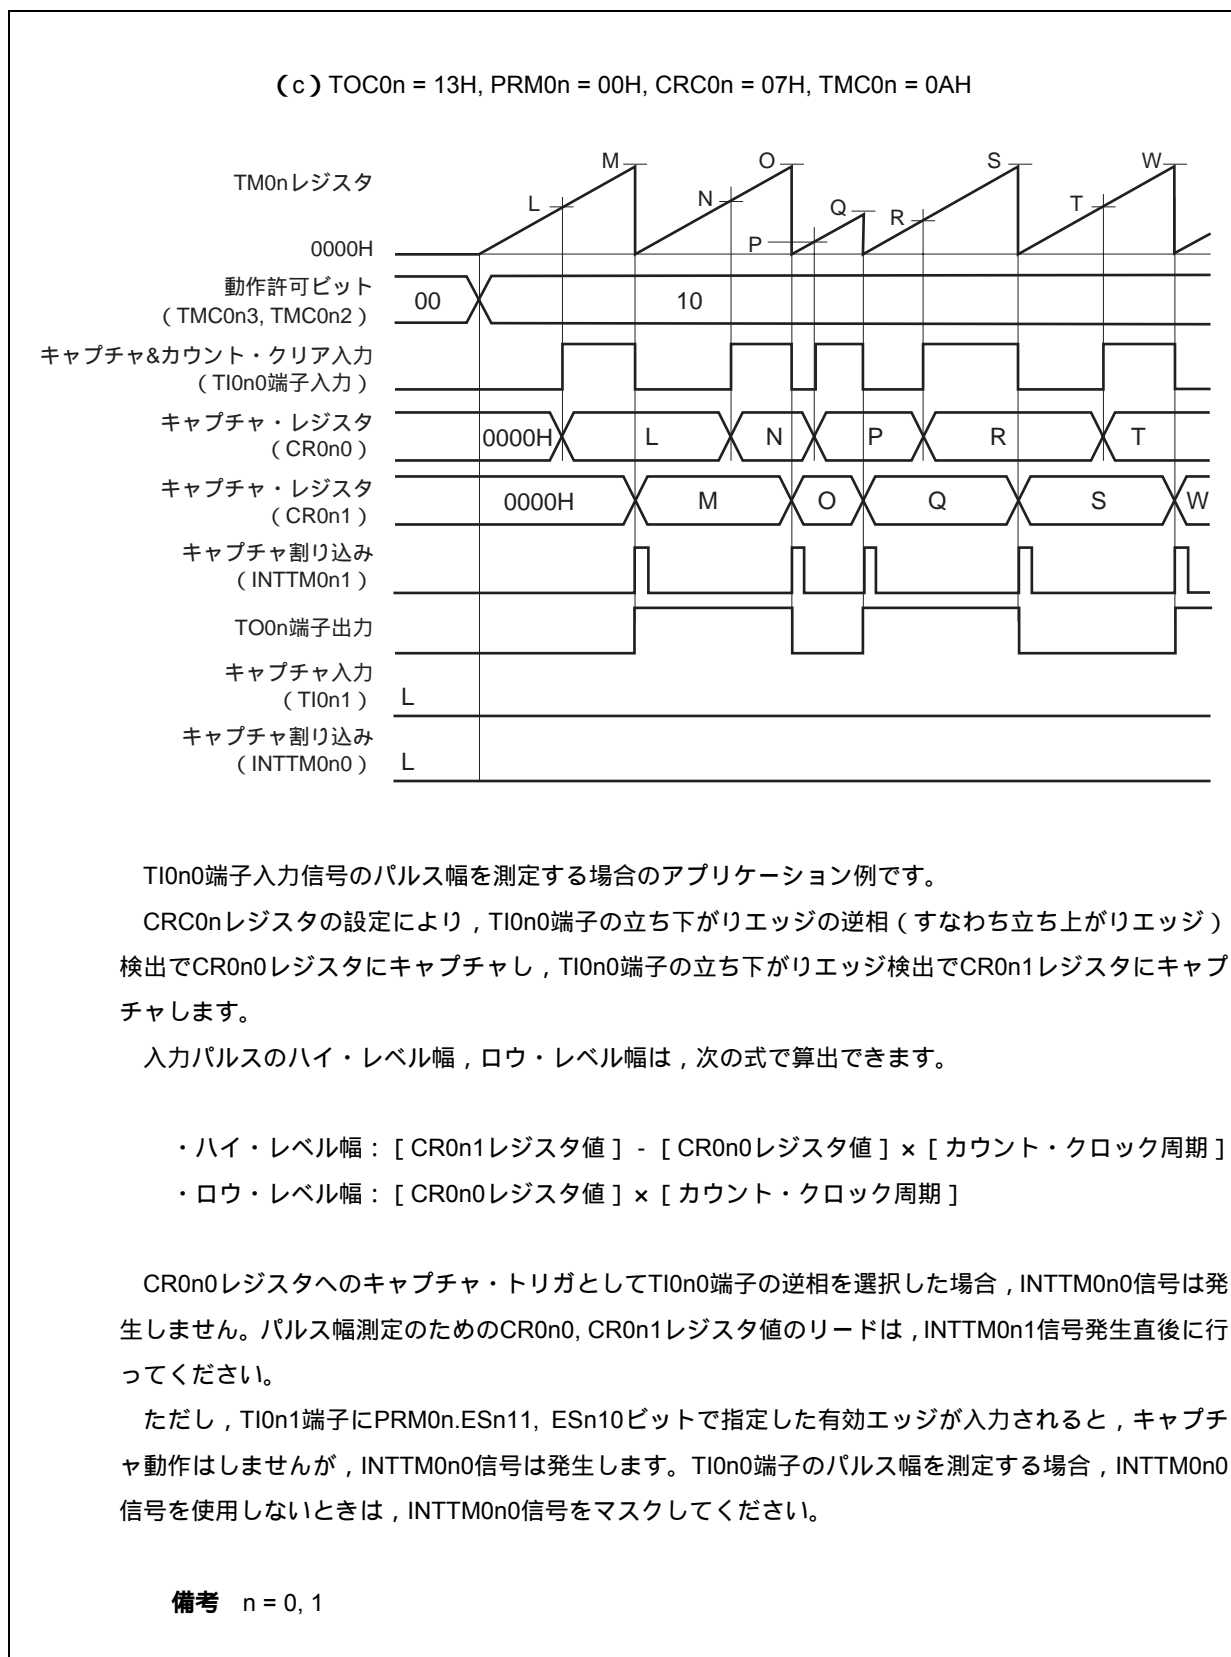 (c) TOC0n = 13H, PRM0n = 00H, CRC0n = 07H, TMC0n = 0AH
M
O
S
W
TM0nレジスタ
L
N
Q
R
T
P
0000H
動作許可ビット
(TMC0n3, TMC0n2)
00
10
キャプチャ&カウント・クリア入力
(TI0n0端子入力)
キャプチャ・レジスタ
(CR0n0)
0000H
L
N
P
R
T
キャプチャ・レジスタ
(CR0n1)
0000H
M
O
Q
S
W
キャプチャ割り込み
(INTTM0n1)
TO0n端子出力
キャプチャ入力
(TI0n1)
L
キャプチャ割り込み
(INTTM0n0)
L
TI0n0端子入力信号のパルス幅を測定する場合のアプリケーション例です。
CRC0nレジスタの設定により,TI0n0端子の立ち下がりエッジの逆相(すなわち立ち上がりエッジ)
検出でCR0n0レジスタにキャプチャし,TI0n0端子の立ち下がりエッジ検出でCR0n1レジスタにキャプ
チャします。
入力パルスのハイ・レベル幅,ロウ・レベル幅は,次の式で算出できます。
・ハイ・レベル幅:[CR0n1レジスタ値] - [CR0n0レジスタ値]×[カウント・クロック周期]
・ロウ・レベル幅:[CR0n0レジスタ値]×[カウント・クロック周期]
CR0n0レジスタへのキャプチャ・トリガとしてTI0n0端子の逆相を選択した場合,INTTM0n0信号は発
生しません。パルス幅測定のためのCR0n0, CR0n1レジスタ値のリードは,INTTM0n1信号発生直後に行
ってください。
ただし,TI0n1端子にPRM0n.ESn11, ESn10ビットで指定した有効エッジが入力されると,キャプチ
ャ動作はしませんが,INTTM0n0信号は発生します。TI0n0端子のパルス幅を測定する場合,INTTM0n0
信号を使用しないときは,INTTM0n0信号をマスクしてください。
備考 n = 0, 1